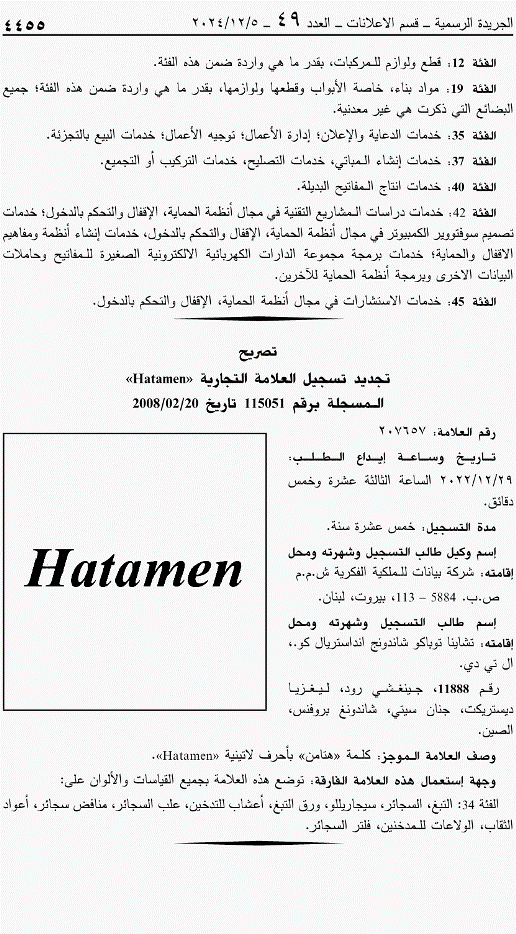 الجريدة الرسمية ــ قسم الاعلانات ــ العدد ٤٩ ــ ٢٠٢٤/١٢/٥
٤٤٥٥
الفئة 12: قطع ولوازم للمركبات، بقدر ما هي واردة ضمن هذه الفئة.
الفئة 19: مواد بناء، خاصة الأبواب وقطعها ولوازمها، بقدر ما هي واردة ضمن هذه الفئة؛ جميع
البضائع التي ذكرت هي غير معدنية.
الفئة 35: خدمات الدعاية والإعلان؛ إدارة الأعمال؛ توجيه الأعمال؛ خدمات البيع بالتجزئة.
الفئة 37: خدمات إنشاء المباتي، خدمات التصليح، خدمات التركيب أو التجميع.
الفئة 40: خدمات انتاج المفاتيح البديلة.
الفئة 42: خدمات دراسات المشاريع التقنية في مجال أنظمة الحماية، الإقفال والتحكم بالدخول؛ خدمات
تصميم سوفتووير الكمبيوتر في مجال أنظمة الحماية، الإقفال والتحكم بالدخول، خدمات إنشاء أنظمة ومفاهيم
الاقفال والحماية؛ خدمات برمجة مجموعة الدارات الكهربائية الالكترونية الصغيرة للمفاتيح وحاملات
البيانات الاخرى وبرمجة أنظمة الحماية للآخرين.
الفئة 45: خدمات الاستشارات في مجال أنظمة الحماية، الإقفال والتحكم بالدخول.
تصريح
تجديد تسجيل العلامة التجارية «Hatamen»
المسجلة برقم 115051 تاريخ 2008/02/20
رقم العلامة: ٢٠٧٦٥٧
تاريخ وساعة إيداع الطلب:
٢٠٢٢/١٢/٢٩ الساعة الثالثة عشرة وخمس
دقائق.
مدة التسجيل: خمس عشرة سنة.
إسم وكيل طالب التسجيل وشهرته ومحل
إقامته: شركة بيانات للملكية الفكرية ش.م.م
ص.ب. 5884 – 113، بيروت، لبنان.
إسم طالب التسجيل وشهرته ومحل
إقامته: تشاينا توباكو شاندونج انداستريال كو.،
ال تي دي.
رقم 11888، جينغشي رود، ليغزيا
ديستريكت، جنان سيتي، شاندونغ بروفنس،
الصين.
Hatamen
وصف العلامة الموجز: كلمة «هتامن» بأحرف لاتينية «Hatamen».
وجهة إستعمال هذه العلامة الفارقة: توضع هذه العلامة بجميع القياسات والألوان على:
الفئة 34: التبغ، السجائر، سيجاريللو، ورق التبغ، أعشاب للتدخين، علب السجائر، منافض سجائر، أعواد
الثقاب، الولاعات للمدخنين، فلتر السجائر.